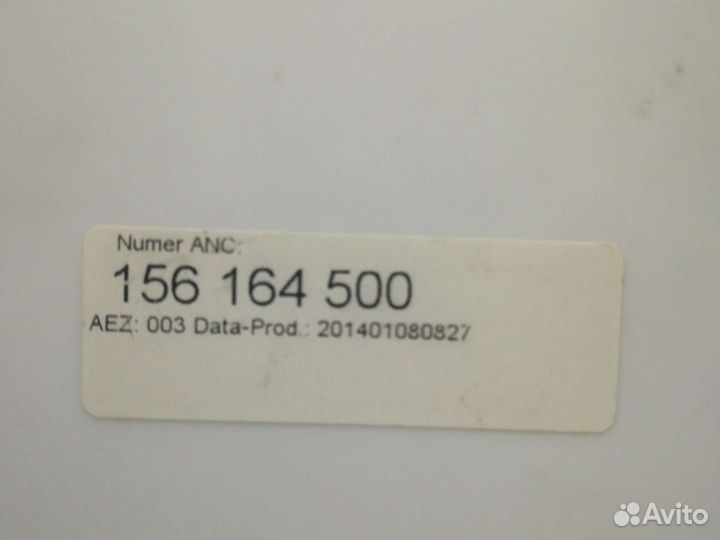 Numer ANC:
156 164 500
AEZ: 003 Data-Prod.: 201401080827
Avito